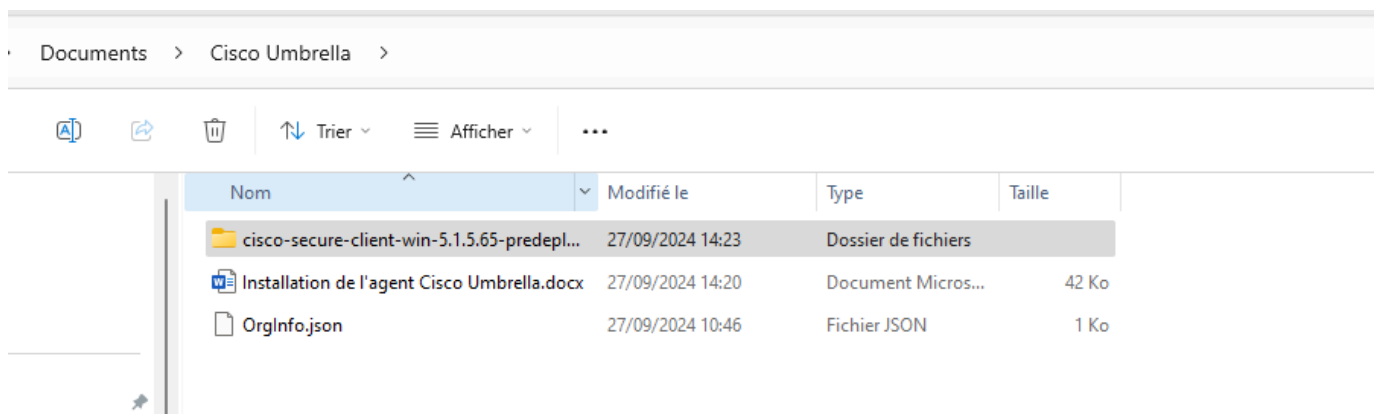 Documents > Cisco Umbrella >
Trier Afficher ...
Nom Modifié le Type Taille
cisco-secure-client-win-5.1.5.65-predepl... 27/09/2024 14:23 Dossier de fichiers
Installation de l'agent Cisco Umbrella.docx 27/09/2024 14:20 Document Micros... 42 Ko
OrgInfo.json 27/09/2024 10:46 Fichier JSON 1 Ko